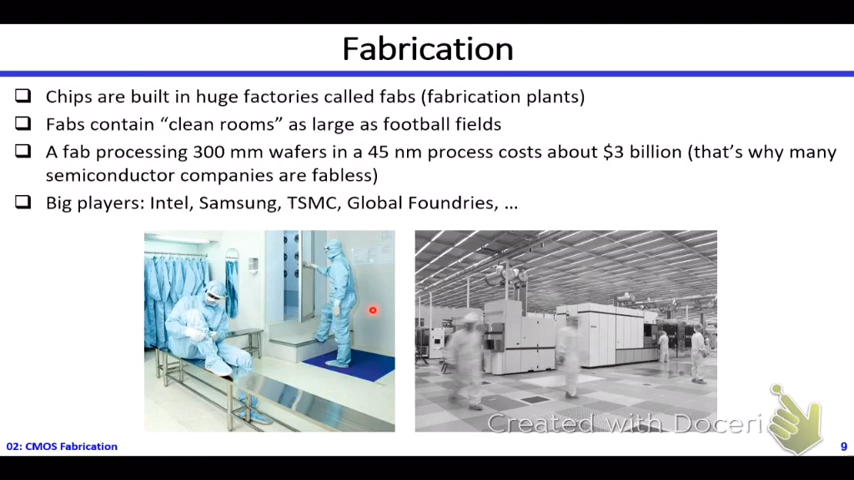 Fabrication
Chips are built in huge factories called fabs (fabrication plants)
Fabs contain “clean rooms” as large as football fields
A fab processing 300 mm wafers in a 45 nm process costs about $3 billion (that’s why many
semiconductor companies are fabless)
Big players: Intel, Samsung, TSMC, Global Foundries, ...
Created with Doceri
02: CMOS Fabrication
9